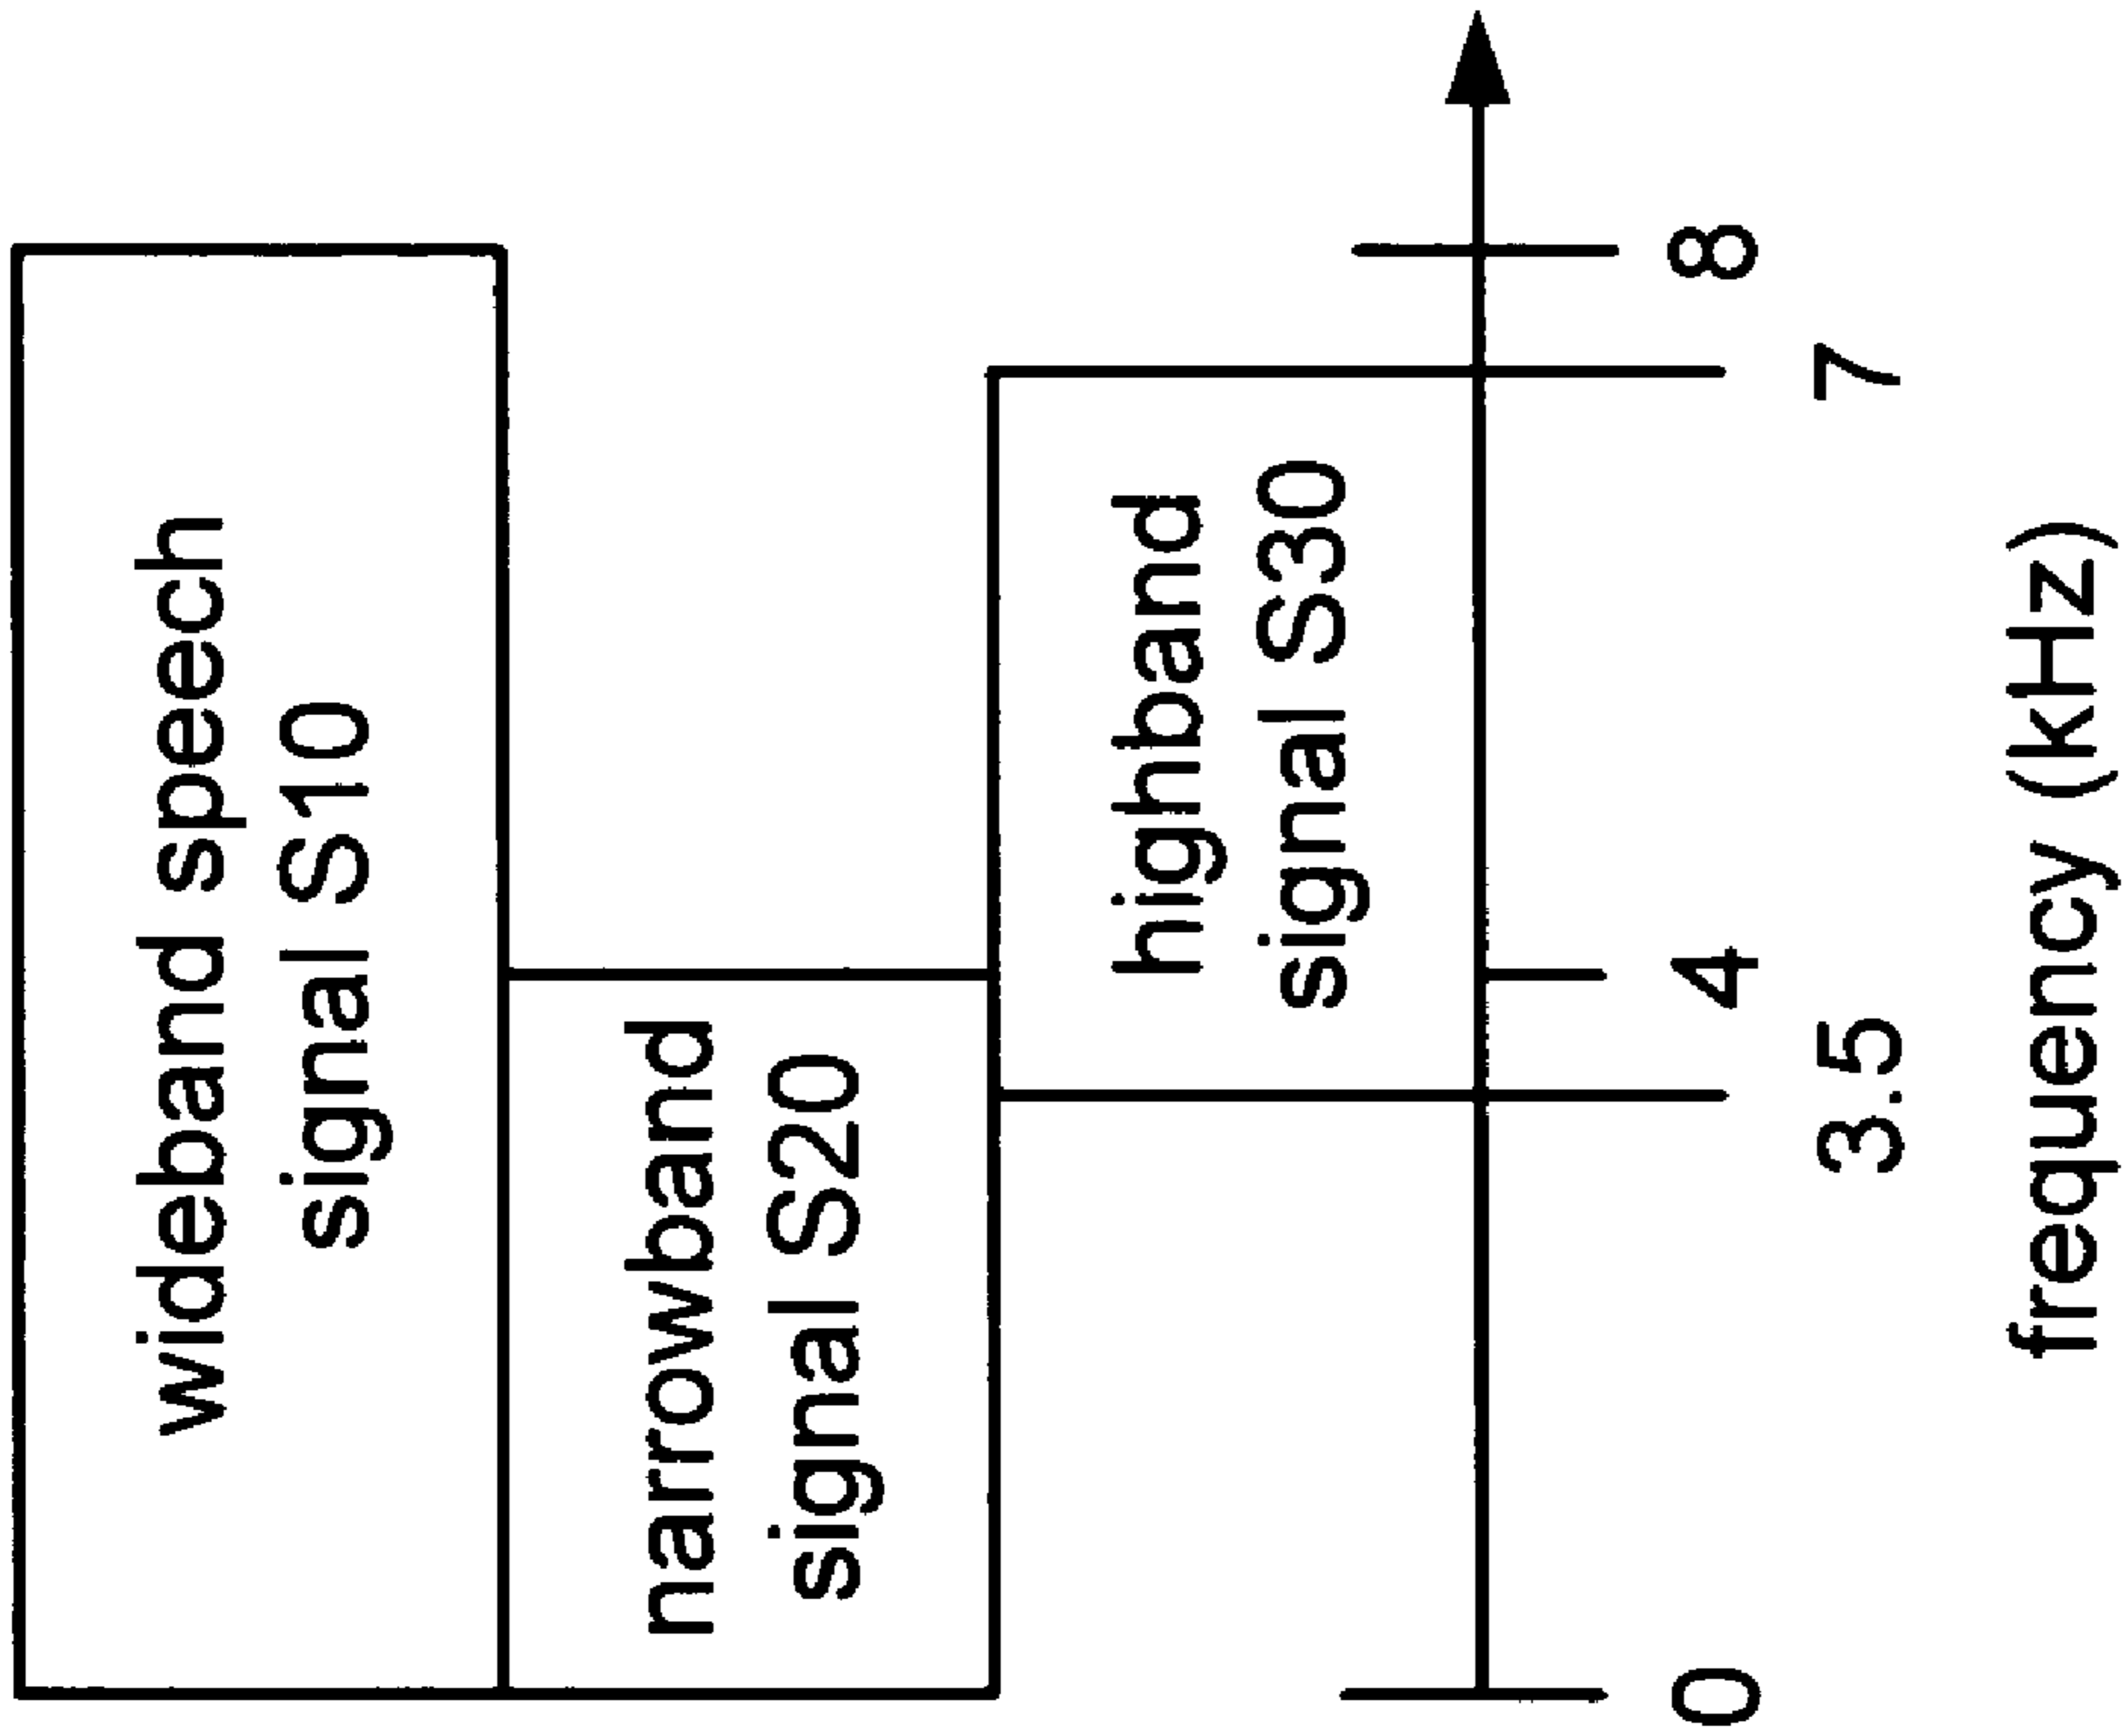 wideband speech
signal S10
narrowband
signal S20
highband
signal S30
0
4
8
3.5
7
frequency (kHz)